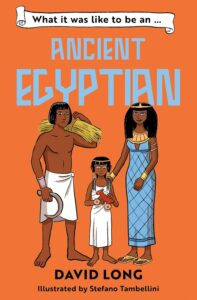 What it was like to be an ...
ANCIENT
EGYPTIAN
DAVID LONG
Illustrated by Stefano Tambellini